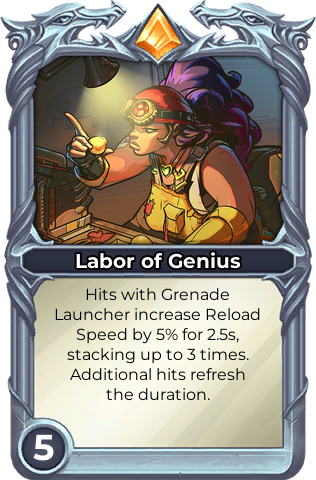 Labor of Genius
Hits with Grenade
Launcher increase Reload
Speed by 5% for 2.5s,
stacking up to 3 times.
Additional hits refresh
the duration.
5